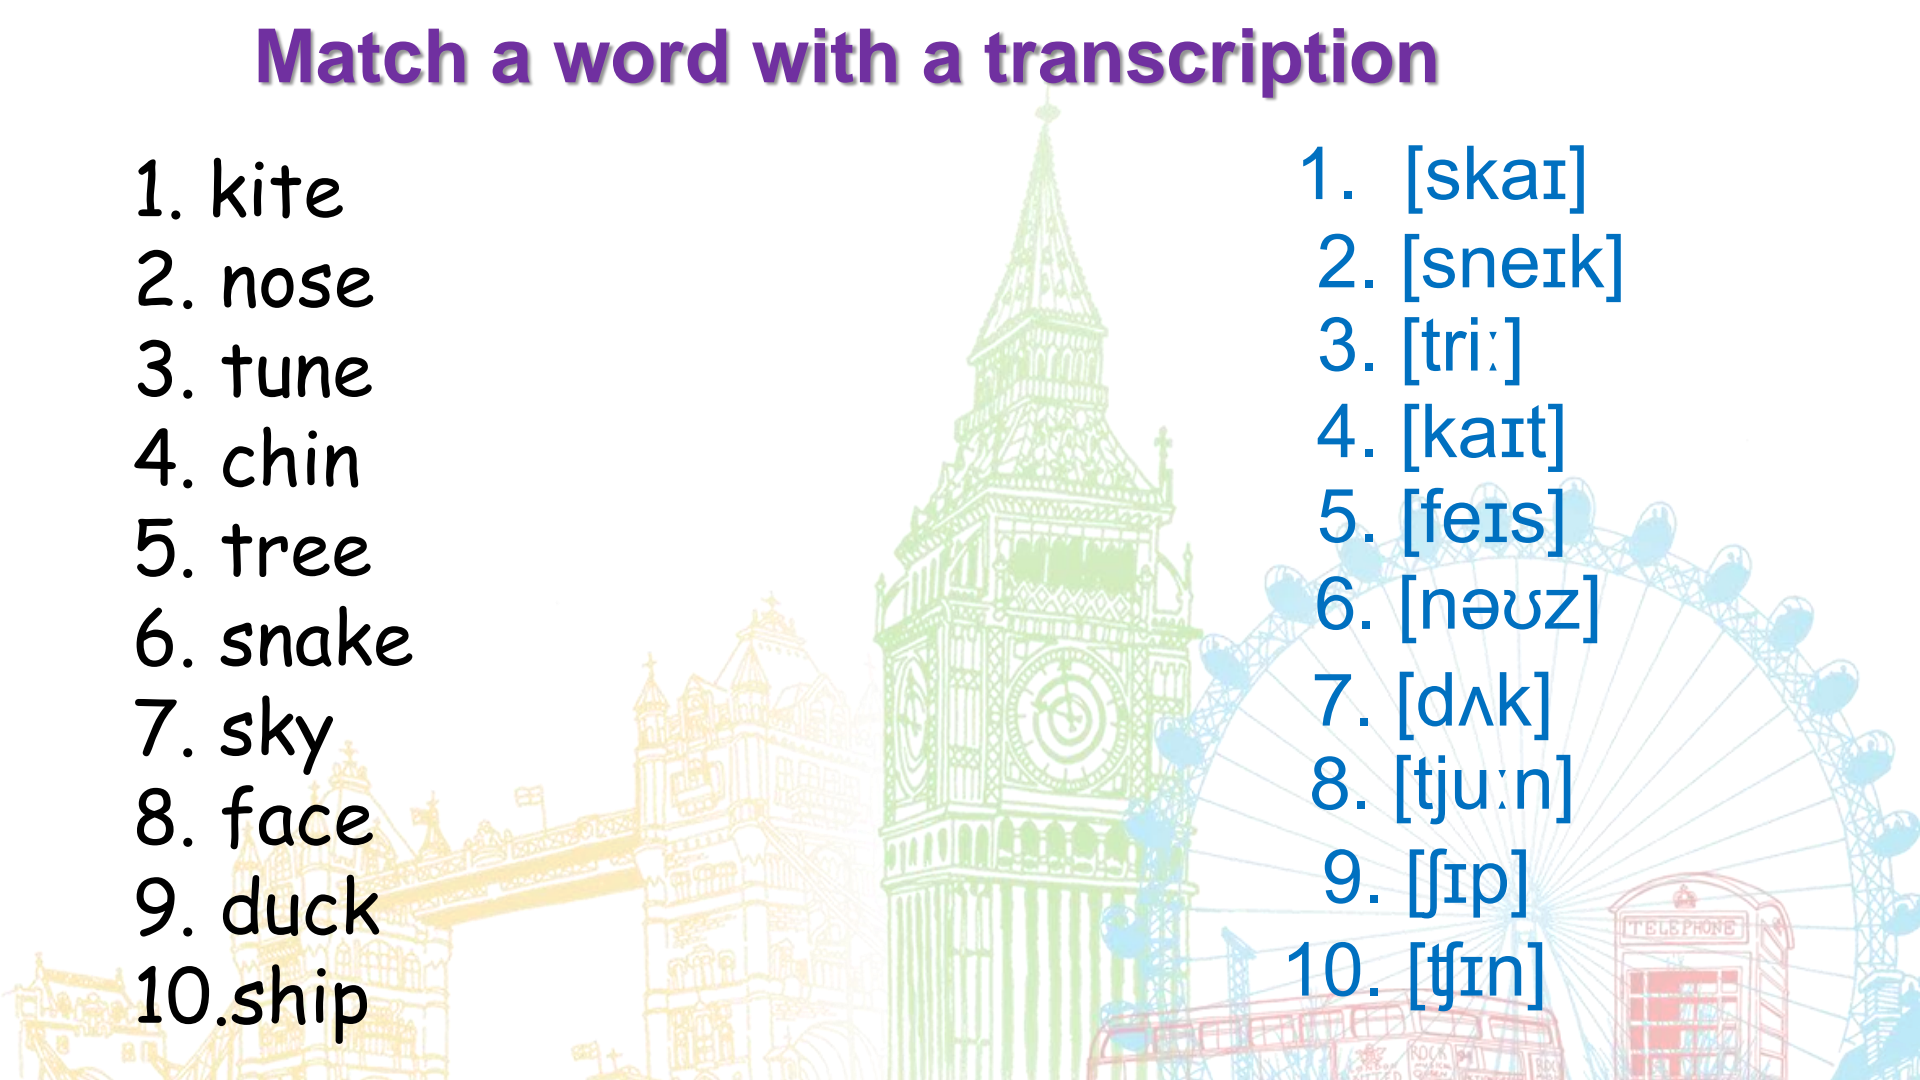 Match a word with a transcription
1. kite
2. nose
3. tune
4. chin
5. tree
6. snake
7. sky
8. face
9. duck
10.ship
1. [skaɪ]
2. [sneɪk]
3. [triː]
4. [kaɪt]
5. [feɪs]
6. [nəʊz]
7. [dʌk]
8. [tjuːn]
9. [ʃɪp]
10. [ʧɪn]
TELEPHONE